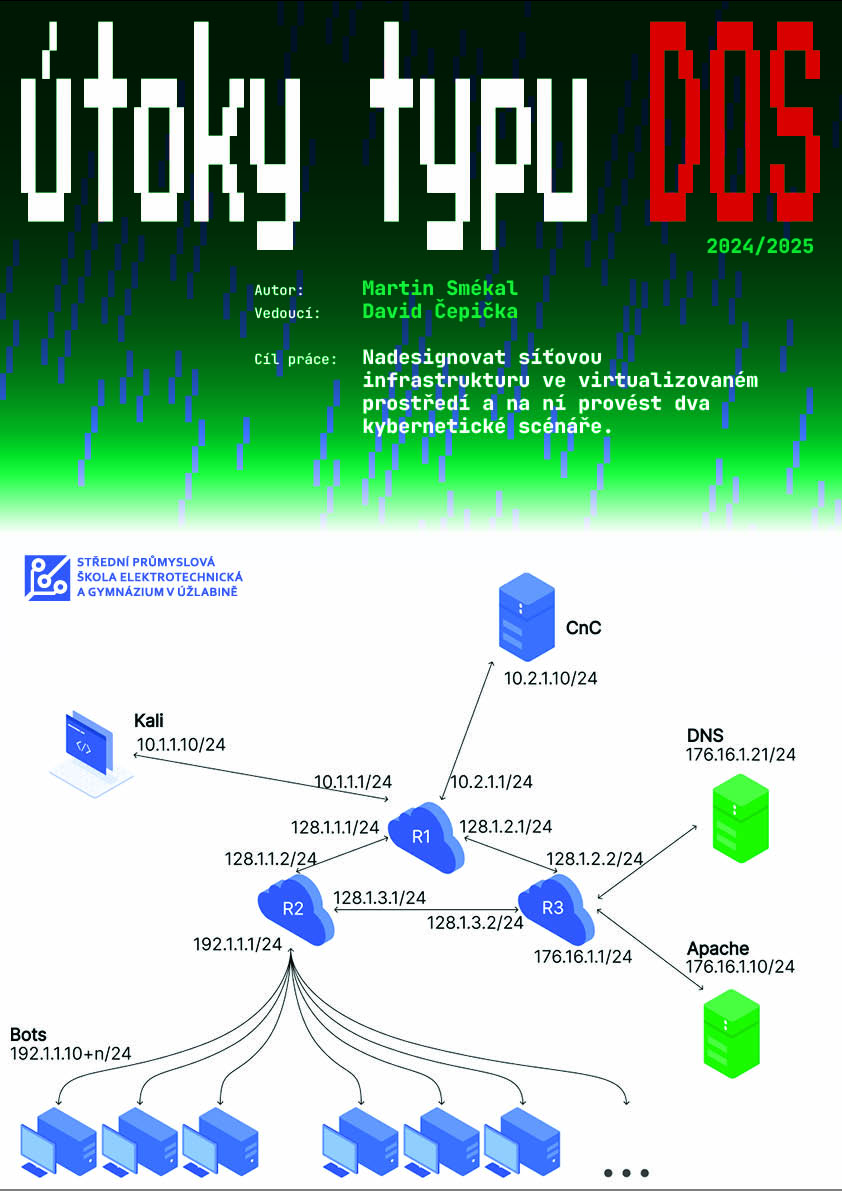 útoky typu DOS
2024/2025
Autor: Martin Smékal
Vedoucí: David Čepička
Cíl práce: Nadesignovat síťovou
infrastrukturu ve virtualizovaném
prostředí a na ní provést dva
kybernetické scénáře.
STŘEDNÍ PRŮMYSLOVÁ
ŠKOLA ELEKTROTECHNICKÁ
A GYMNÁZIUM V ÚŽLABINĚ
CnC
10.2.1.10/24
Kali
10.1.1.10/24
DNS
176.16.1.21/24
10.1.1.1/24
10.2.1.1/24
128.1.1.1/24
R1
128.1.2.1/24
128.1.1.2/24
128.1.2.2/24
R2
128.1.3.1/24
R3
128.1.3.2/24
192.1.1.1/24
176.16.1.1/24
Apache
176.16.1.10/24
Bots
192.1.1.10+n/24